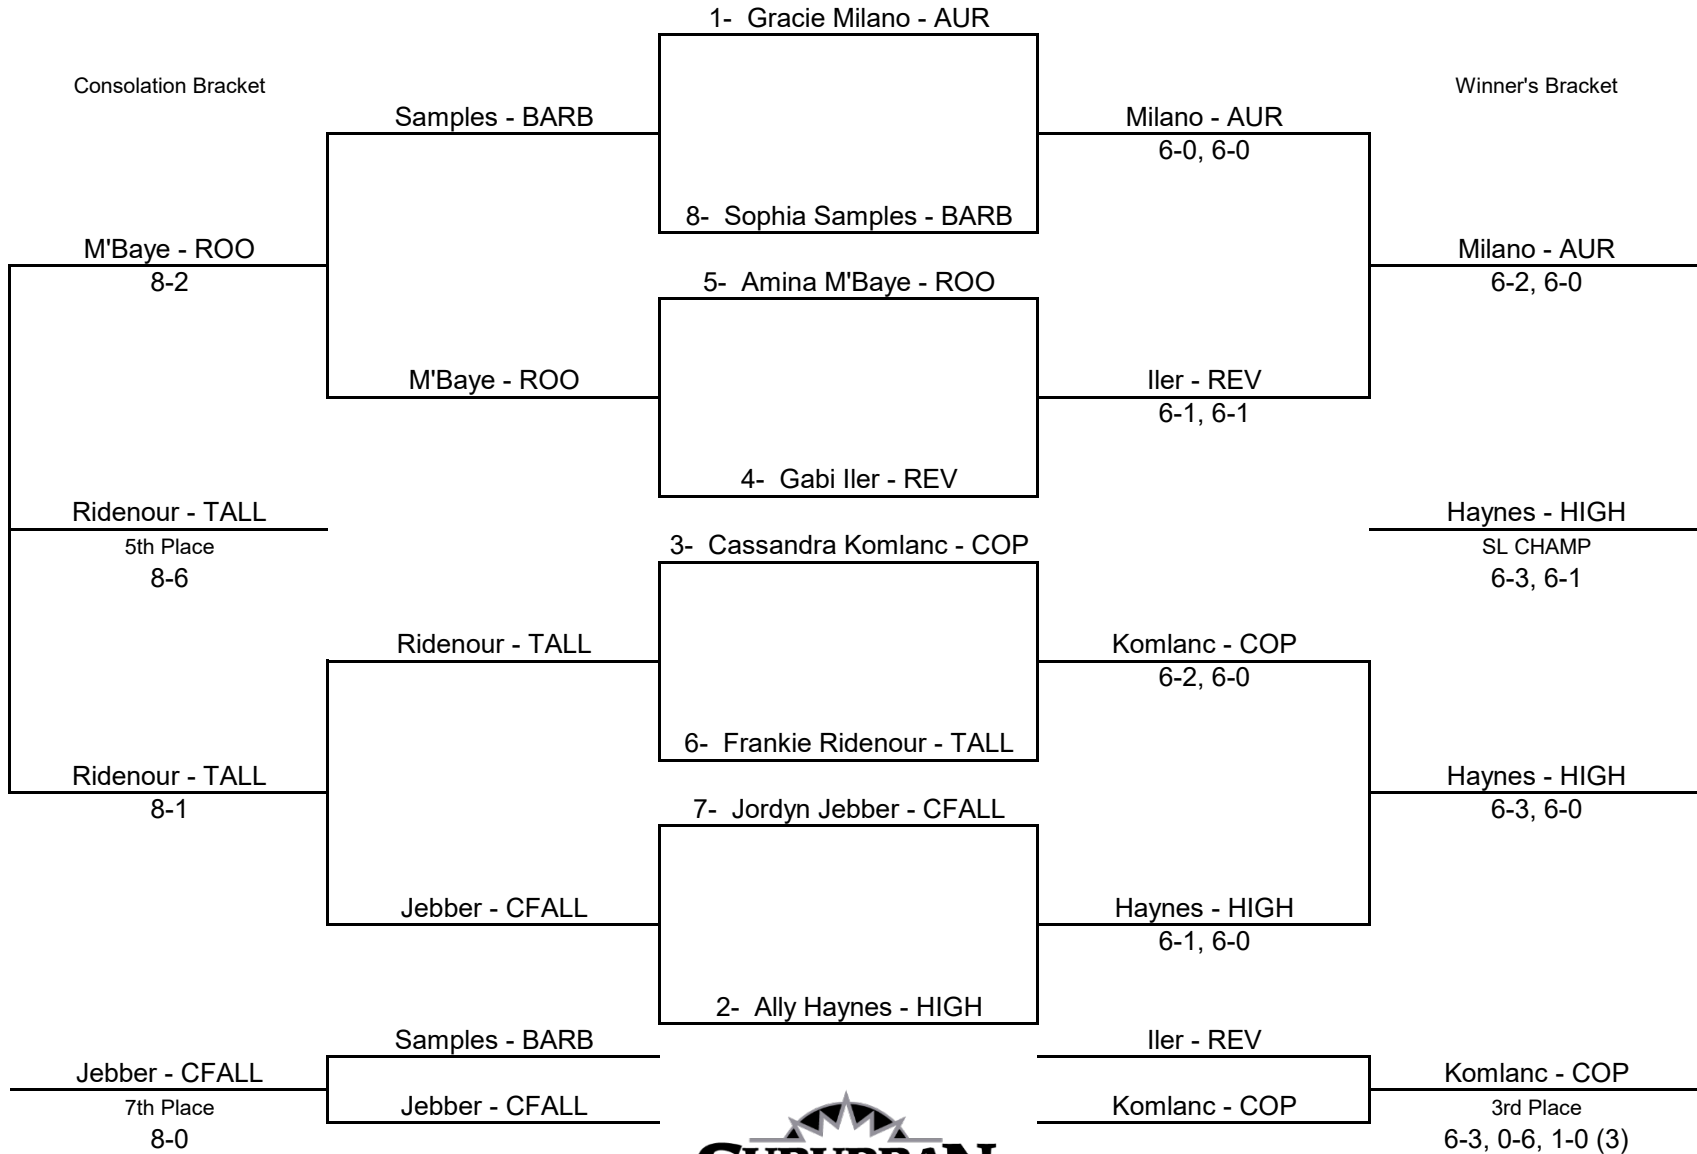 1- Gracie Milano - AUR
Consolation Bracket
Winner's Bracket
Samples - BARB
Milano - AUR
6-0, 6-0
8- Sophia Samples - BARB
M'Baye - ROO
8-2
Milano - AUR
6-2, 6-0
5- Amina M'Baye - ROO
M'Baye - ROO
Iler - REV
6-1, 6-1
4- Gabi Iler - REV
Ridenour - TALL
5th Place
8-6
Haynes - HIGH
SL CHAMP
6-3, 6-1
3- Cassandra Komlanc - COP
Ridenour - TALL
Komlanc - COP
6-2, 6-0
6- Frankie Ridenour - TALL
Ridenour - TALL
8-1
Haynes - HIGH
6-3, 6-0
7- Jordyn Jebber - CFALL
Jebber - CFALL
Haynes - HIGH
6-1, 6-0
2- Ally Haynes - HIGH
Samples - BARB
Iler - REV
Jebber - CFALL
7th Place
8-0
Jebber - CFALL
Komlanc - COP
Komlanc - COP
3rd Place
6-3, 0-6, 1-0 (3)
SUBURBAN